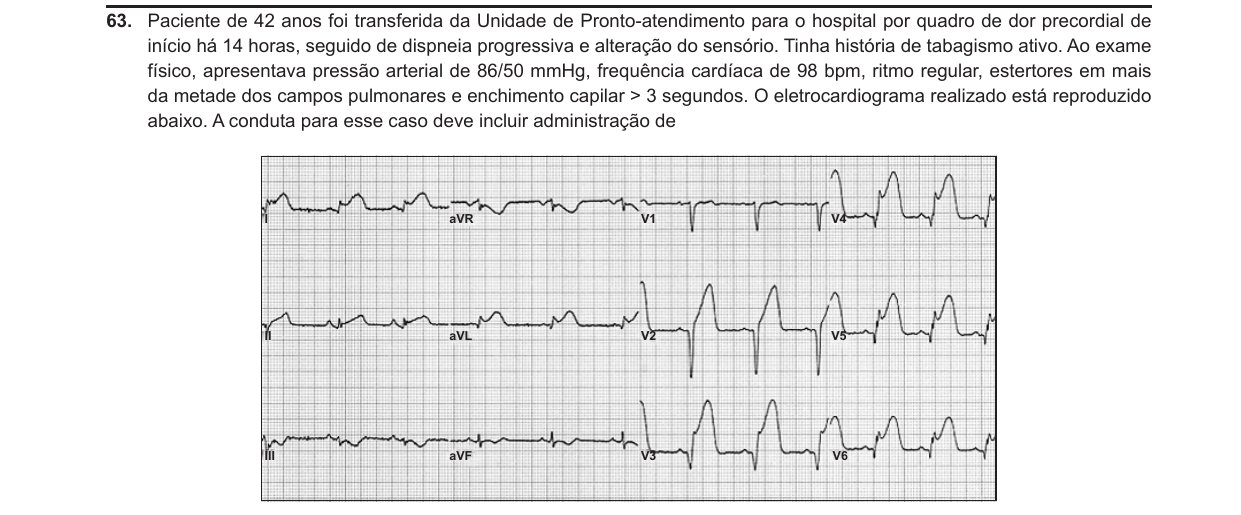 63. Paciente de 42 anos foi transferida da Unidade de Pronto-atendimento para o hospital por quadro de dor precordial de
início há 14 horas, seguido de dispneia progressiva e alteração do sensório. Tinha história de tabagismo ativo. Ao exame
físico, apresentava pressão arterial de 86/50 mmHg, frequência cardíaca de 98 bpm, ritmo regular, estertores em mais
da metade dos campos pulmonares e enchimento capilar > 3 segundos. O eletrocardiograma realizado está reproduzido
abaixo. A conduta para esse caso deve incluir administração de
I aVR V1 V4
II aVL V2 V5
III aVF V3 V6